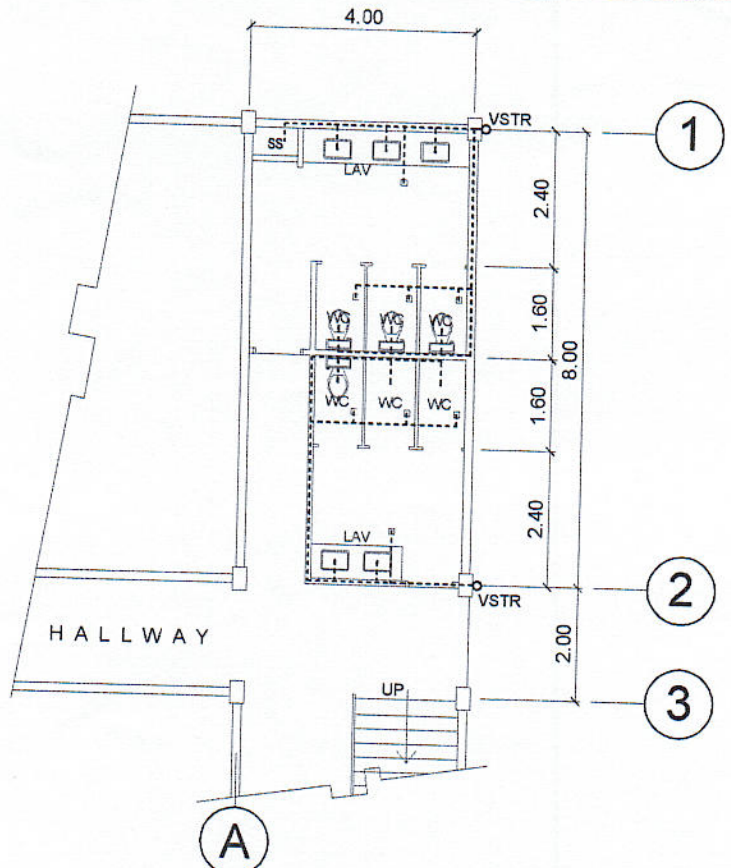 4.00
VSTR
1
SS
LAV
2.40
WC WC WC
1.60
8.00
WC WC WC
1.60
2.40
LAV
VSTR
2
HALLWAY
2.00
UP
3
A